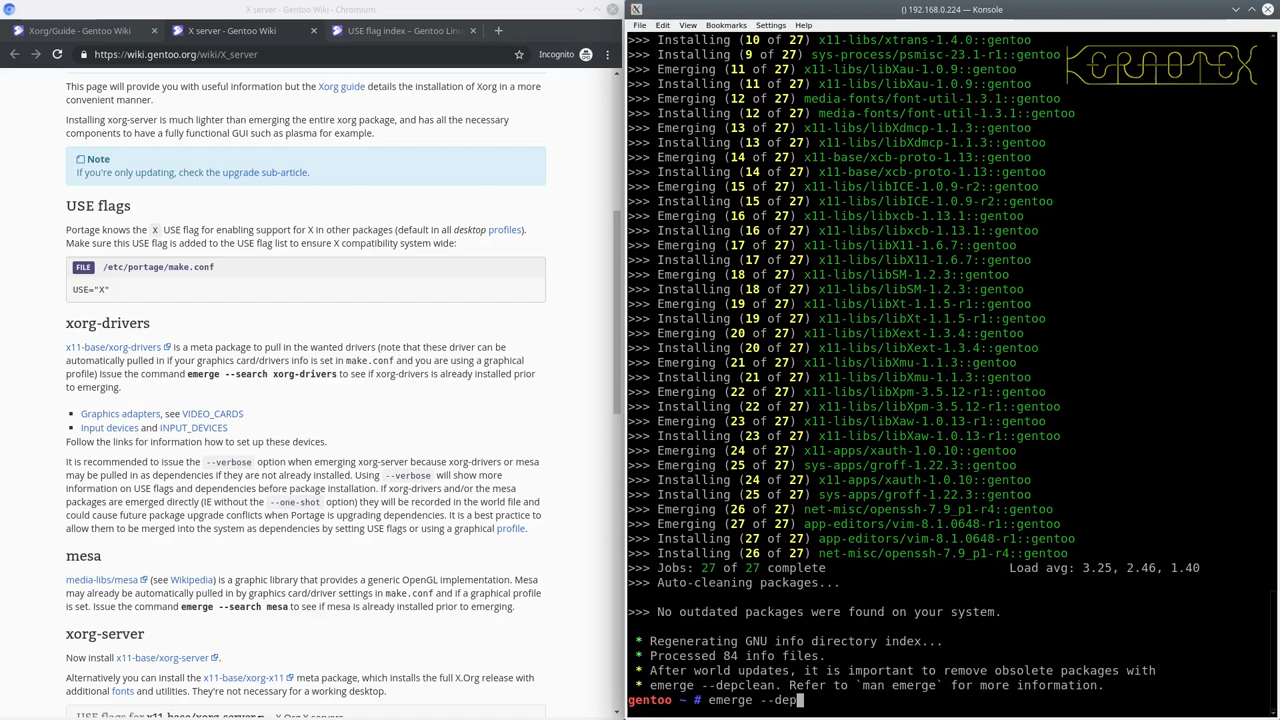 X server - Gentoo Wiki - Chromium
Xorg/Guide - Gentoo Wiki
X server - Gentoo Wiki
USE flag index – Gentoo Linu
https://wiki.gentoo.org/wiki/X_server
Incognito
This page will provide you with useful information but the Xorg guide details the installation of Xorg in a more
convenient manner.
Installing xorg-server is much lighter than emerging the entire xorg package, and has all the necessary
components to have a fully functional GUI such as plasma for example.
Note
If you're only updating, check the upgrade sub-article.
USE flags
Portage knows the X USE flag for enabling support for X in other packages (default in all desktop profiles).
Make sure this USE flag is added to the USE flag list to ensure X compatibility system wide:
FILE /etc/portage/make.conf
USE="X"
xorg-drivers
x11-base/xorg-drivers is a meta package to pull in the wanted drivers (note that these driver can be
automatically pulled in if your graphics card/drivers info is set in make.conf and you are using a graphical
profile) Issue the command emerge --search xorg-drivers to see if xorg-drivers is already installed prior
to emerging.
Graphics adapters, see VIDEO_CARDS
Input devices and INPUT_DEVICES
Follow the links for information how to set up these devices.
It is recommended to issue the --verbose option when emerging xorg-server because xorg-drivers or mesa
may be pulled in as dependencies if they are not already installed. Using --verbose will show more
information on USE flags and dependencies before package installation. If xorg-drivers and/or the mesa
packages are emerged directly (IE without the --one-shot option) they will be recorded in the world file and
could cause future package upgrade conflicts when Portage is upgrading dependencies. It is a best practice to
allow them to be merged into the system as dependencies by setting USE flags or using a graphical profile.
mesa
media-libs/mesa (see Wikipedia) is a graphic library that provides a generic OpenGL implementation. Mesa
may already be automatically pulled in by graphics card/driver settings in make.conf and if a graphical profile
is set. Issue the command emerge --search mesa to see if mesa is already installed prior to emerging.
xorg-server
Now install x11-base/xorg-server.
Alternatively you can install the x11-base/xorg-x11 meta package, which installs the full X.Org release with
additional fonts and utilities. They're not necessary for a working desktop.
USE flags for x11-base/xorg-server X.Org X servers
() 192.168.0.224 — Konsole
File Edit View Bookmarks Settings Help
>>> Installing (10 of 27) x11-libs/xtrans-1.4.0::gentoo
>>> Installing (9 of 27) sys-process/psmisc-23.1-r1::gentoo
>>> Emerging (11 of 27) x11-libs/libXau-1.0.9::gentoo
>>> Installing (11 of 27) x11-libs/libXau-1.0.9::gentoo
>>> Emerging (12 of 27) media-fonts/font-util-1.3.1::gentoo
>>> Installing (12 of 27) media-fonts/font-util-1.3.1::gentoo
>>> Emerging (13 of 27) x11-libs/libXdmcp-1.1.3::gentoo
>>> Installing (13 of 27) x11-libs/libXdmcp-1.1.3::gentoo
>>> Emerging (14 of 27) x11-base/xcb-proto-1.13::gentoo
>>> Installing (14 of 27) x11-base/xcb-proto-1.13::gentoo
>>> Emerging (15 of 27) x11-libs/libICE-1.0.9-r2::gentoo
>>> Installing (15 of 27) x11-libs/libICE-1.0.9-r2::gentoo
>>> Emerging (16 of 27) x11-libs/libxcb-1.13.1::gentoo
>>> Installing (16 of 27) x11-libs/libxcb-1.13.1::gentoo
>>> Emerging (17 of 27) x11-libs/libX11-1.6.7::gentoo
>>> Installing (17 of 27) x11-libs/libX11-1.6.7::gentoo
>>> Emerging (18 of 27) x11-libs/libSM-1.2.3::gentoo
>>> Installing (18 of 27) x11-libs/libSM-1.2.3::gentoo
>>> Emerging (19 of 27) x11-libs/libXt-1.1.5-r1::gentoo
>>> Installing (19 of 27) x11-libs/libXt-1.1.5-r1::gentoo
>>> Emerging (20 of 27) x11-libs/libXext-1.3.4::gentoo
>>> Installing (20 of 27) x11-libs/libXext-1.3.4::gentoo
>>> Emerging (21 of 27) x11-libs/libXmu-1.1.3::gentoo
>>> Installing (21 of 27) x11-libs/libXmu-1.1.3::gentoo
>>> Emerging (22 of 27) x11-libs/libXpm-3.5.12-r1::gentoo
>>> Installing (22 of 27) x11-libs/libXpm-3.5.12-r1::gentoo
>>> Emerging (23 of 27) x11-libs/libXaw-1.0.13-r1::gentoo
>>> Installing (23 of 27) x11-libs/libXaw-1.0.13-r1::gentoo
>>> Emerging (24 of 27) x11-apps/xauth-1.0.10::gentoo
>>> Emerging (25 of 27) sys-apps/groff-1.22.3::gentoo
>>> Installing (24 of 27) x11-apps/xauth-1.0.10::gentoo
>>> Installing (25 of 27) sys-apps/groff-1.22.3::gentoo
>>> Emerging (26 of 27) net-misc/openssh-7.9_p1-r4::gentoo
>>> Emerging (27 of 27) app-editors/vim-8.1.0648-r1::gentoo
>>> Installing (27 of 27) app-editors/vim-8.1.0648-r1::gentoo
>>> Installing (26 of 27) net-misc/openssh-7.9_p1-r4::gentoo
>>> Jobs: 27 of 27 complete Load avg: 3.25, 2.46, 1.40
>>> Auto-cleaning packages...
>>> No outdated packages were found on your system.
* Regenerating GNU info directory index...
* Processed 84 info files.
* After world updates, it is important to remove obsolete packages with
* emerge --depclean. Refer to `man emerge` for more information.
gentoo ~ # emerge --dep